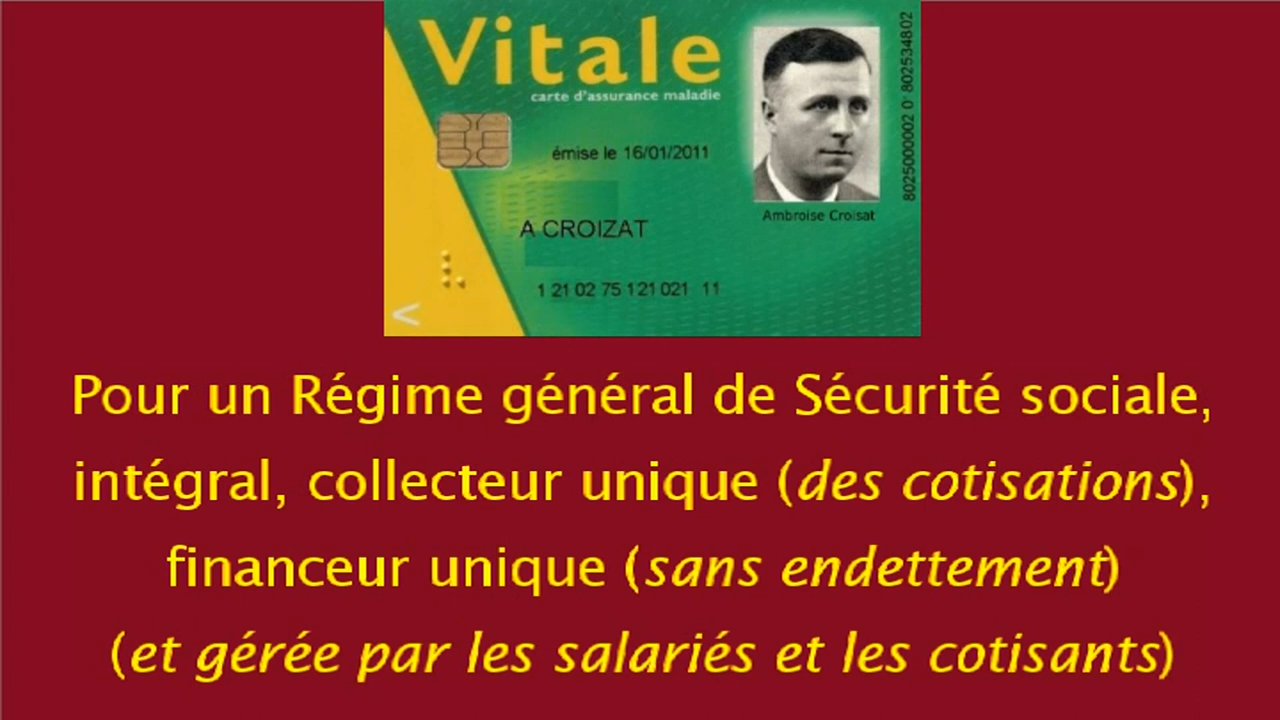 Vitale
carte d'assurance maladie
émise le 16/01/2011
8025000002 0 802534802
Ambroise Croisat
A CROIZAT
1 21 02 75 121 021 11
<
Pour un Régime général de Sécurité sociale,
intégral, collecteur unique (des cotisations),
financeur unique (sans endettement)
(et gérée par les salariés et les cotisants)